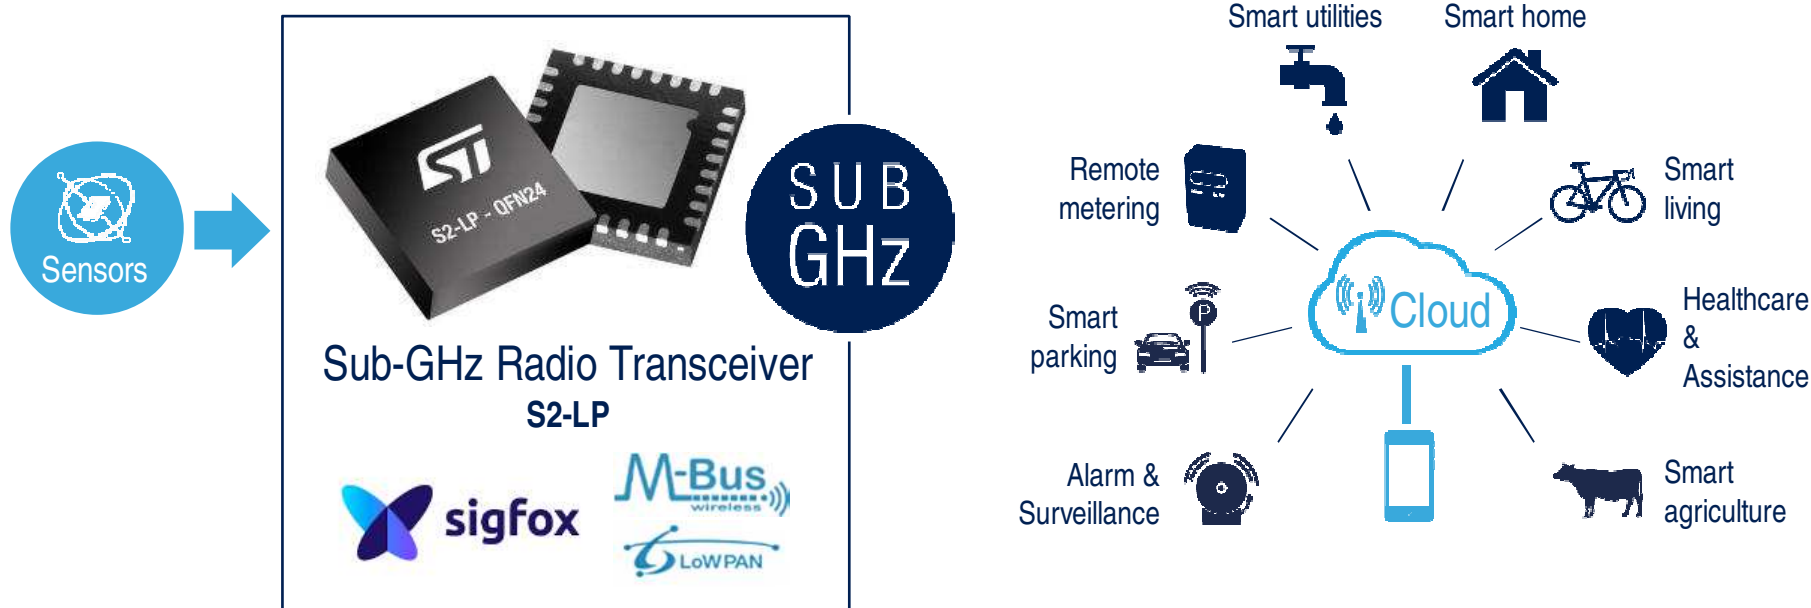 Sensors
ST
S2-LP - QFN24
SUB
GHz
Sub-GHz Radio Transceiver
S2-LP
sigfox
M-Bus
wireless
6LoWPAN
Smart utilities
Smart home
Remote
metering
Smart
living
Smart
parking
P
Cloud
Healthcare
&
Assistance
Alarm &
Surveillance
Smart
agriculture